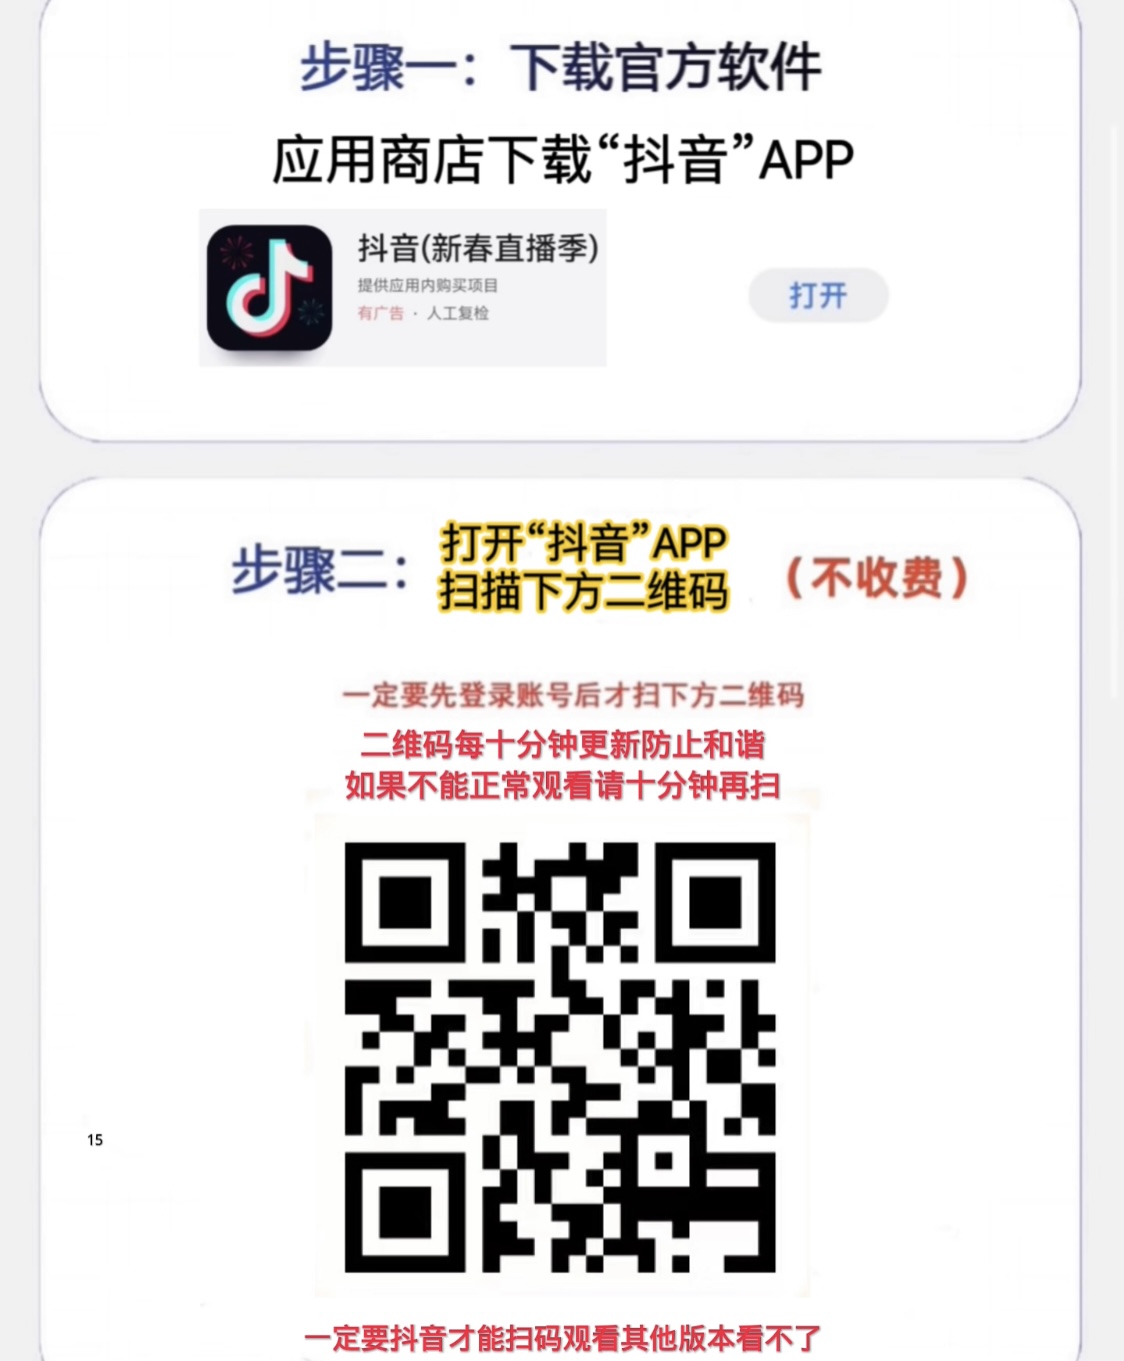 步骤一：下载官方软件
应用商店下载“抖音”APP
抖音(新春直播季)
提供应用内购买项目
有广告 · 人工复检
打开
步骤二：
打开“抖音”APP
扫描下方二维码
（不收费）
一定要先登录账号后才扫下方二维码
二维码每十分钟更新防止和谐
如果不能正常观看请十分钟再扫
15
一定要抖音才能扫码观看其他版本看不了